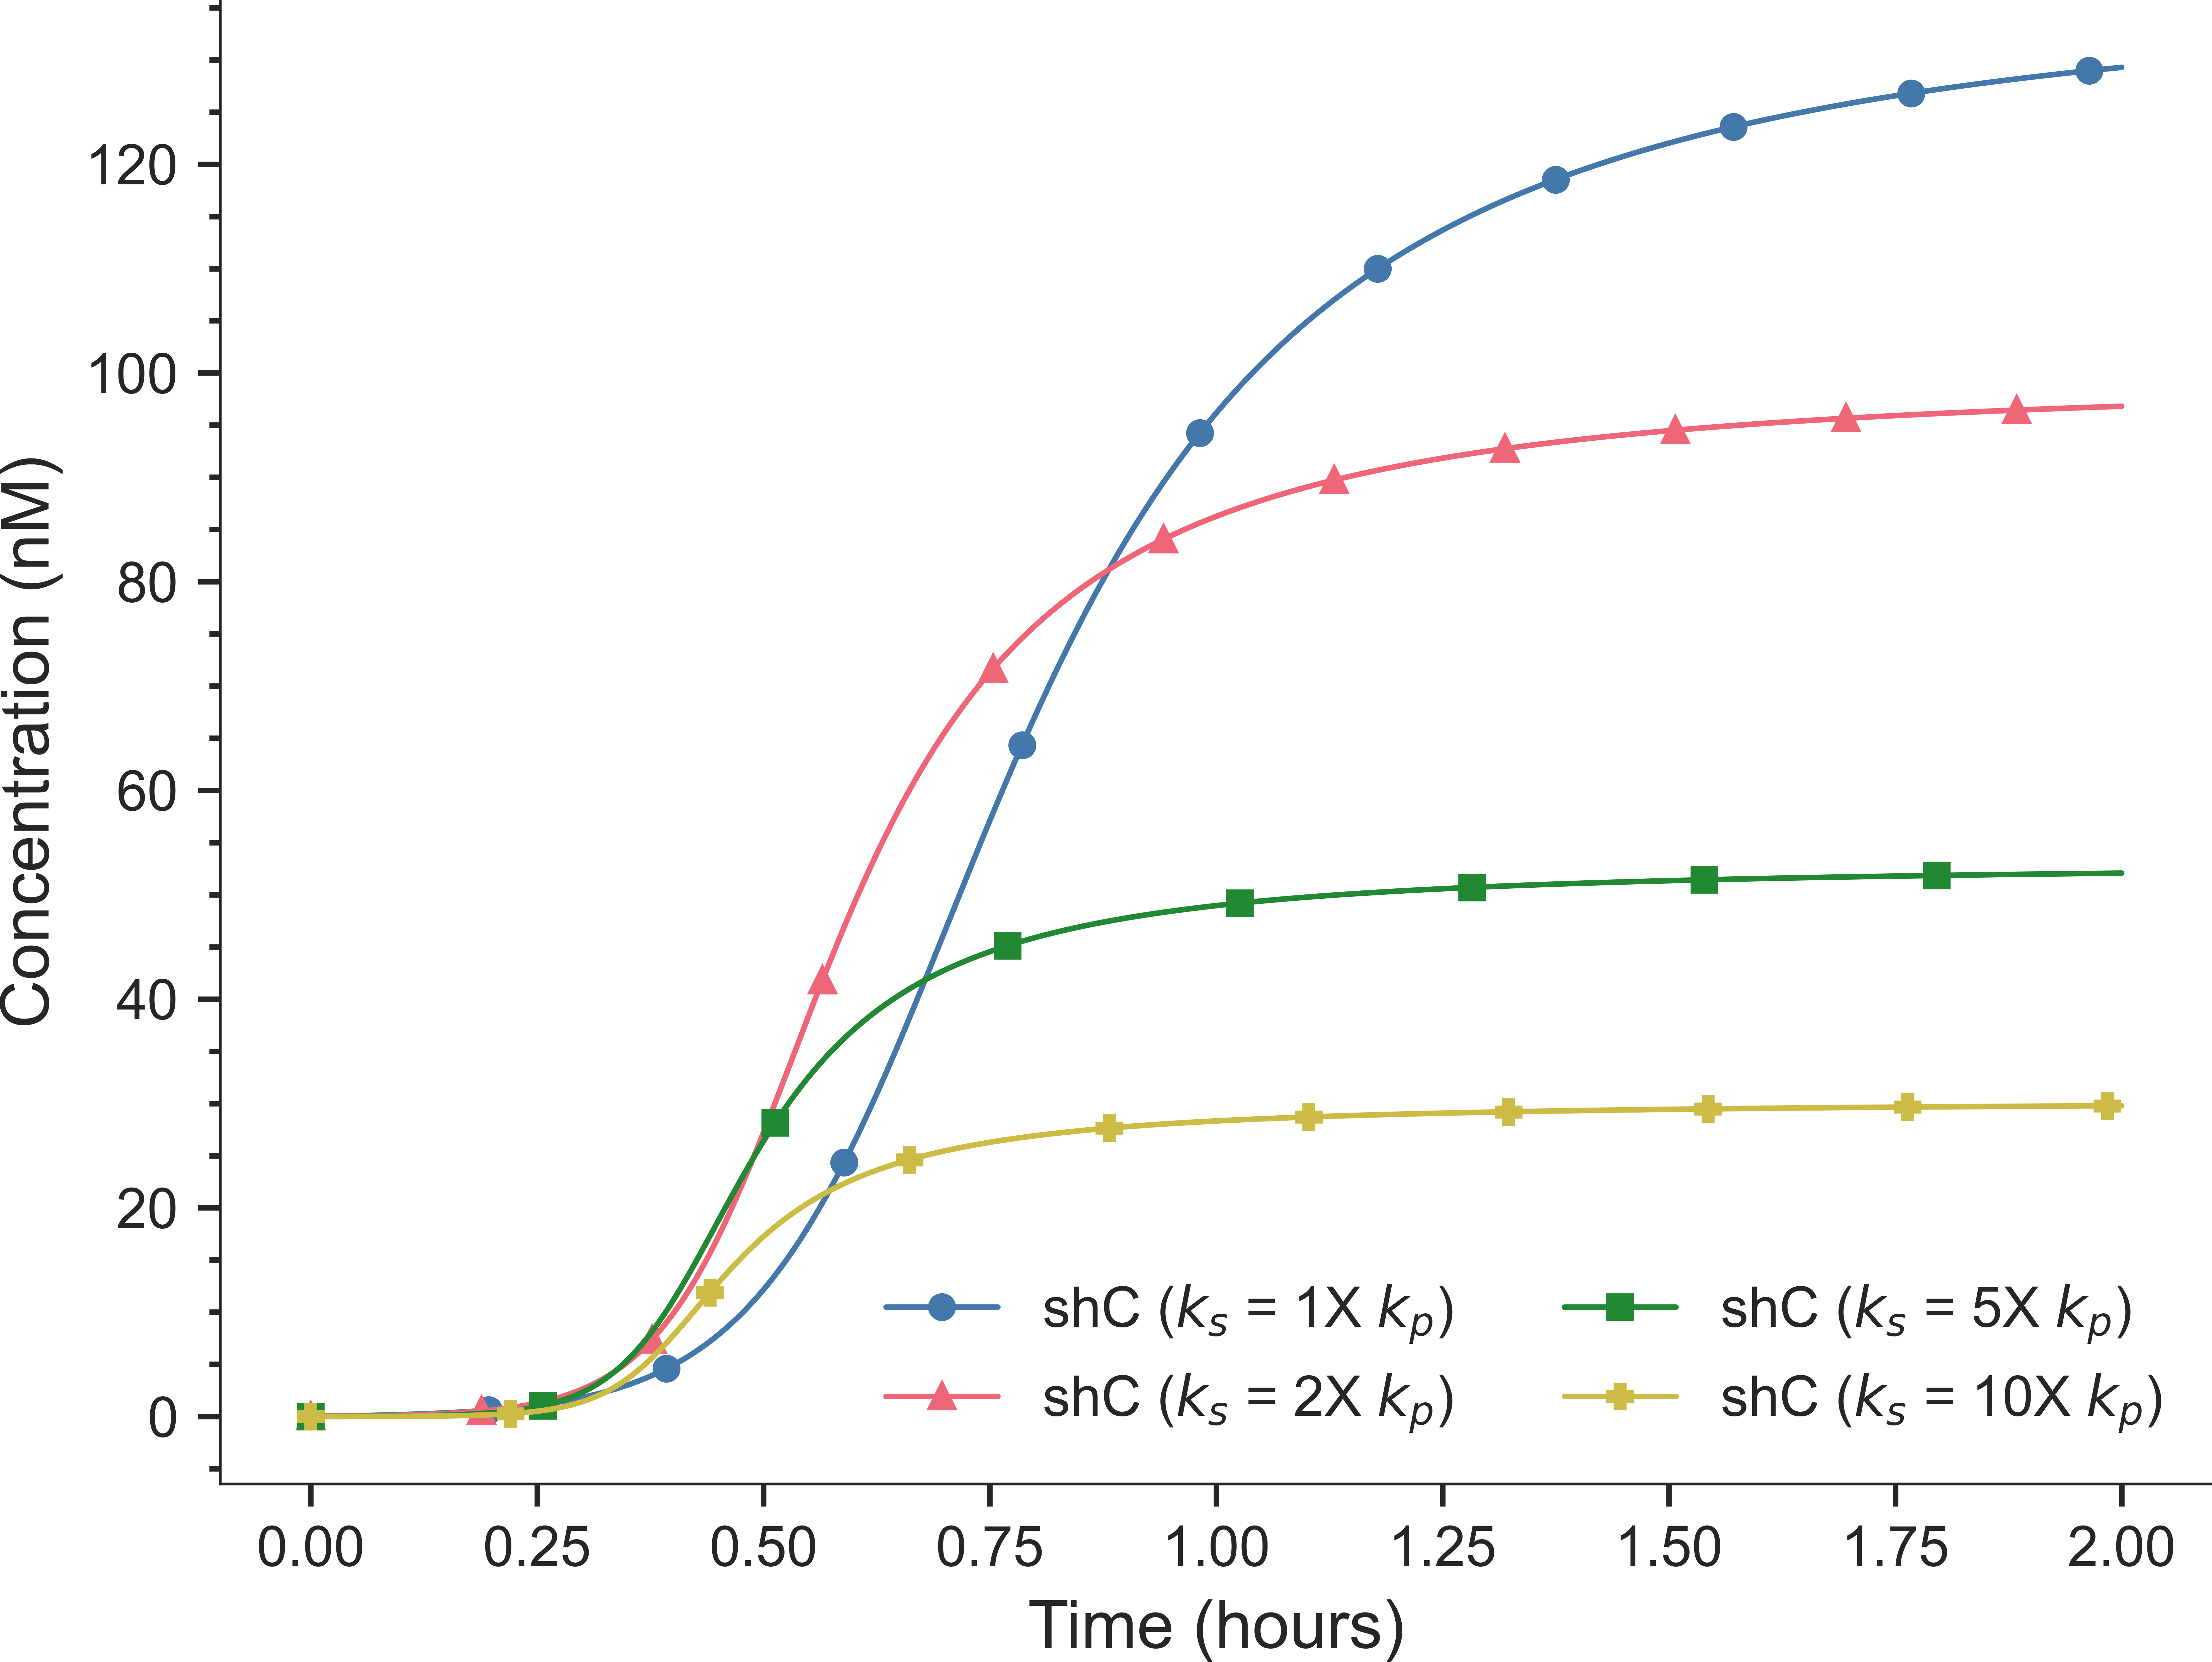 Concentration (nM)
120
100
80
60
40
20
0
shC (kₛ = 1X kₚ)
shC (kₛ = 2X kₚ)
shC (kₛ = 5X kₚ)
shC (kₛ = 10X kₚ)
0.00 0.25 0.50 0.75 1.00 1.25 1.50 1.75 2.00
Time (hours)